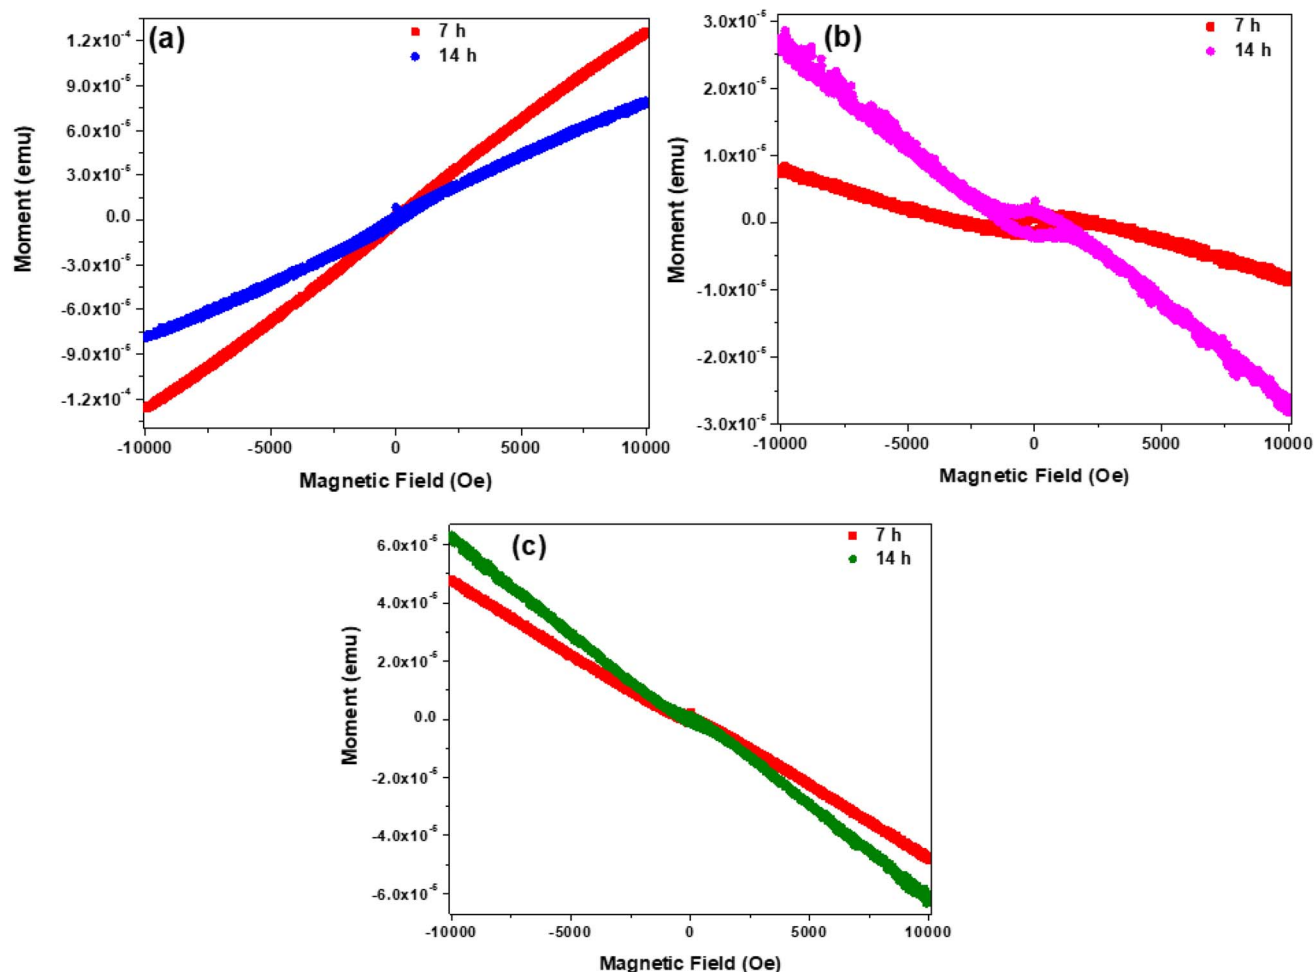 (a)
7 h
14 h
1.2x10⁻⁴
9.0x10⁻⁵
6.0x10⁻⁵
3.0x10⁻⁵
0.0
-3.0x10⁻⁵
-6.0x10⁻⁵
-9.0x10⁻⁵
-1.2x10⁻⁴
Moment (emu)
-10000 -5000 0 5000 10000
Magnetic Field (Oe)
(b)
7 h
14 h
3.0x10⁻⁵
2.0x10⁻⁵
1.0x10⁻⁵
0.0
-1.0x10⁻⁵
-2.0x10⁻⁵
-3.0x10⁻⁵
Moment (emu)
-10000 -5000 0 5000 10000
Magnetic Field (Oe)
(c)
7 h
14 h
6.0x10⁻⁵
4.0x10⁻⁵
2.0x10⁻⁵
0.0
-2.0x10⁻⁵
-4.0x10⁻⁵
-6.0x10⁻⁵
Moment (emu)
-10000 -5000 0 5000 10000
Magnetic Field (Oe)